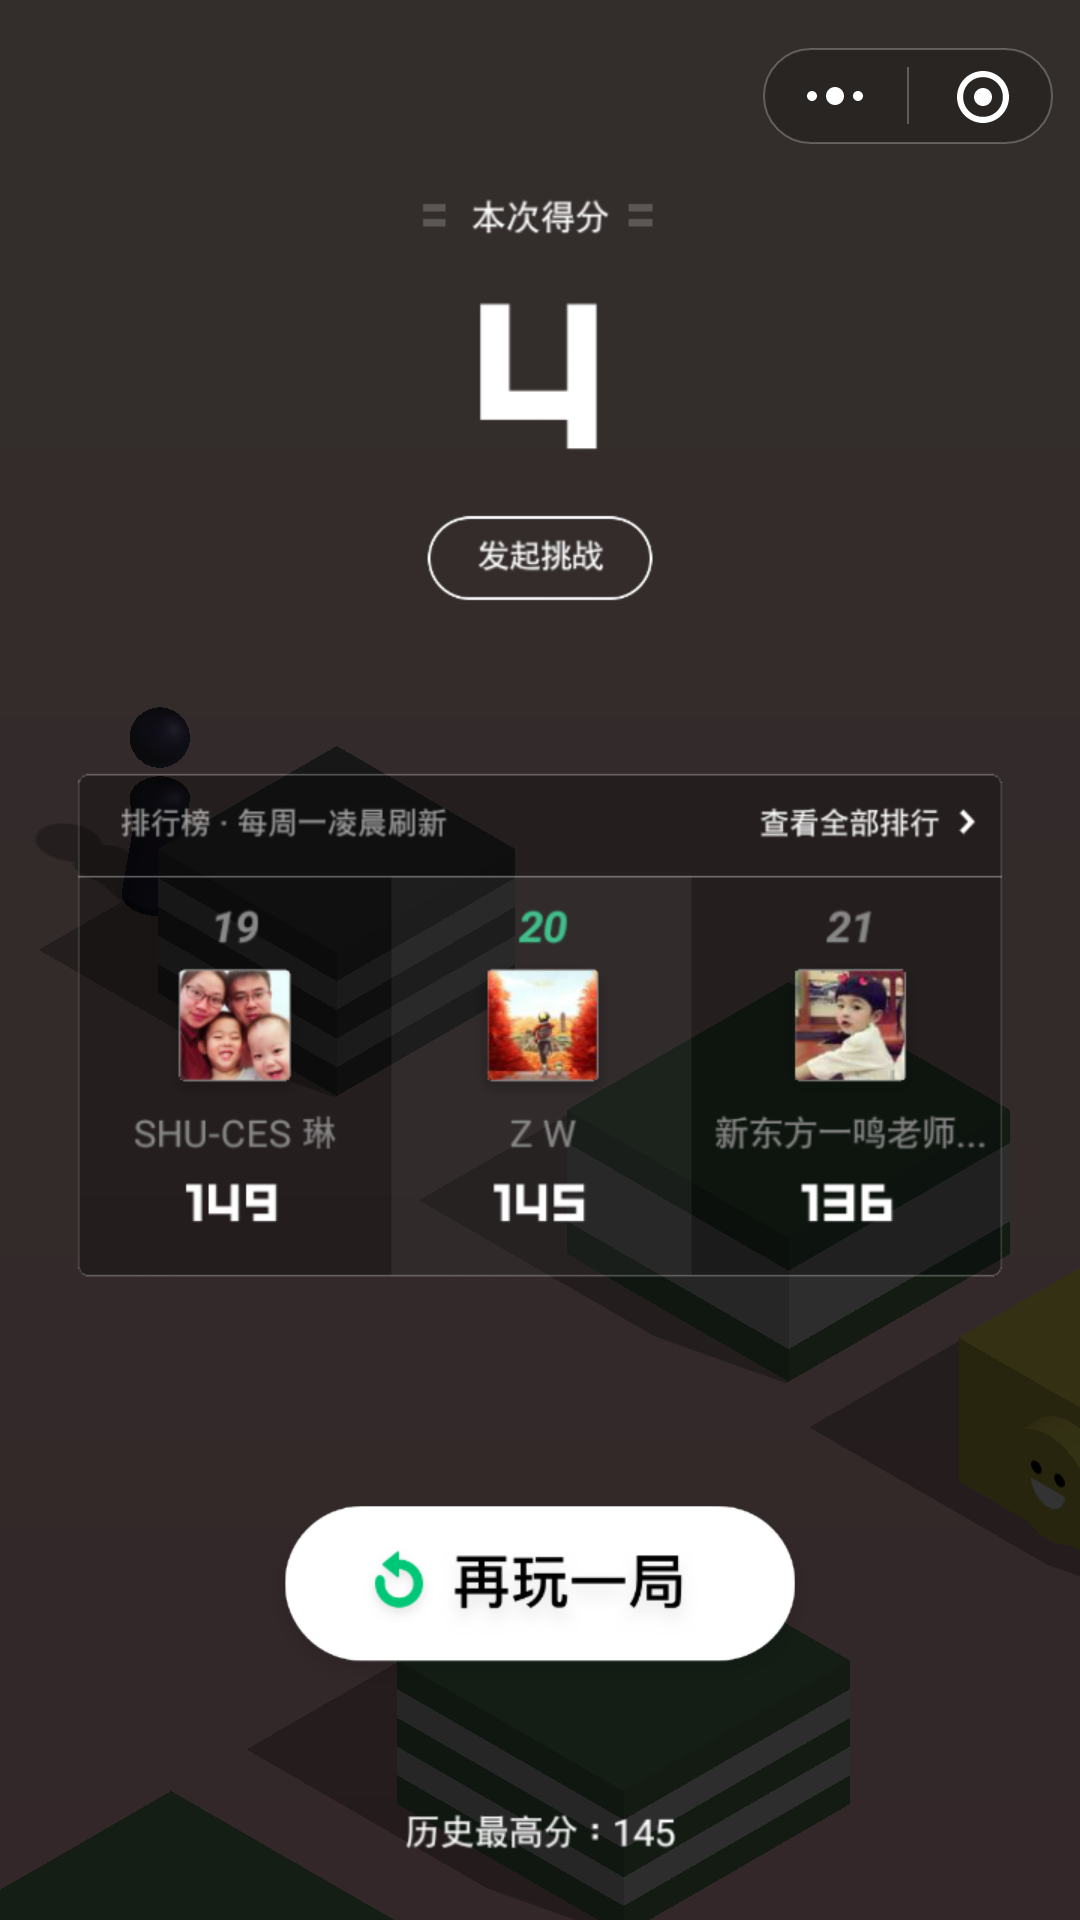 本次得分
4
发起挑战
排行榜 · 每周一凌晨刷新
查看全部排行
19
20
21
SHU-CES 琳
Z W
新东方一鸣老师...
149
145
136
再玩一局
历史最高分：145